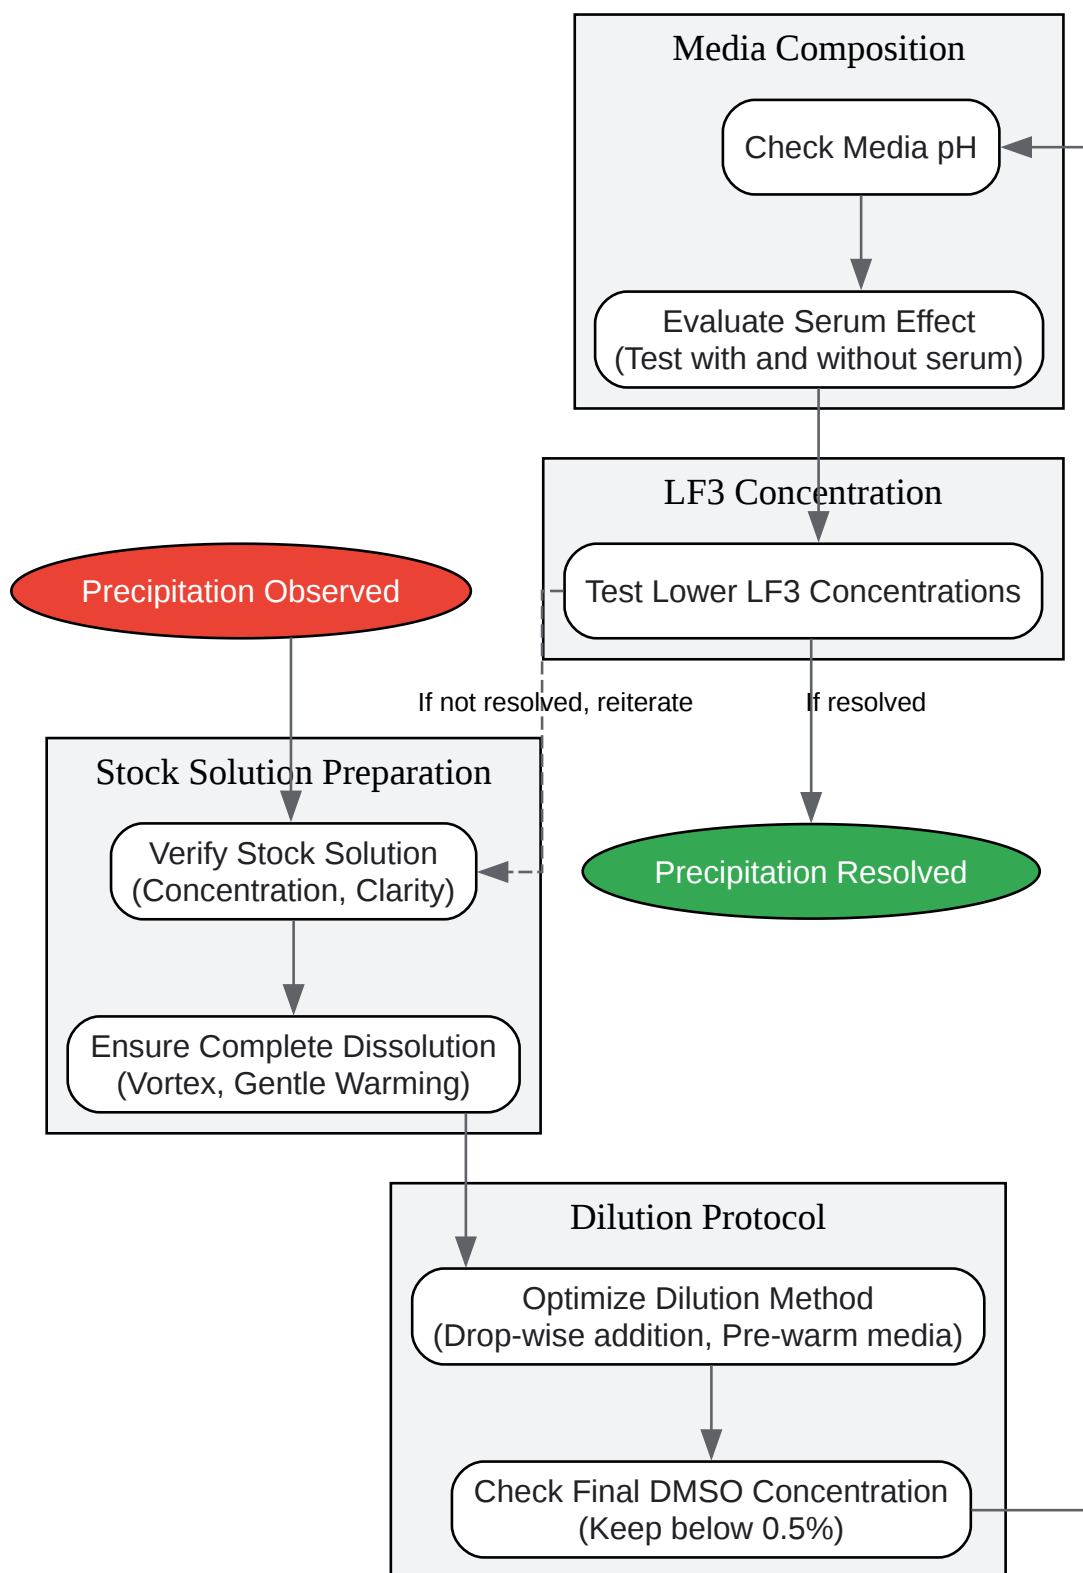 Media Composition
Check Media pH
Evaluate Serum Effect
(Test with and without serum)
LF3 Concentration
Test Lower LF3 Concentrations
Precipitation Observed
If not resolved, reiterate
If resolved
Stock Solution Preparation
Verify Stock Solution
(Concentration, Clarity)
Precipitation Resolved
Ensure Complete Dissolution
(Vortex, Gentle Warming)
Dilution Protocol
Optimize Dilution Method
(Drop-wise addition, Pre-warm media)
Check Final DMSO Concentration
(Keep below 0.5%)